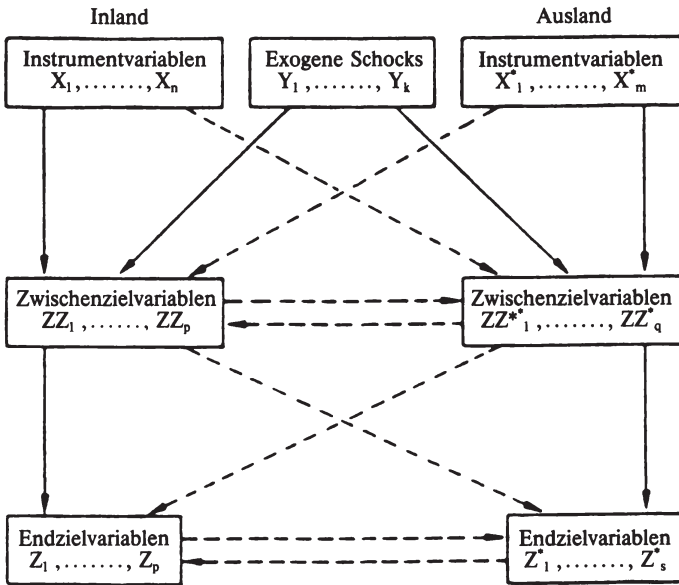 Inland
Ausland
Instrumentvariablen
X₁ , . . . . . . . , Xₙ
Exogene Schocks
Y₁ , . . . . . . . , Yₖ
Instrumentvariablen
X*₁ , . . . . . . . , X*ₘ
Zwischenzielvariablen
ZZ₁ , . . . . . . , ZZₚ
Zwischenzielvariablen
ZZ**₁ , . . . . . . . , ZZ*q
Endzielvariablen
Z₁ , . . . . . . , Zₚ
Endzielvariablen
Z*₁ , . . . . . . , Z*ₛ